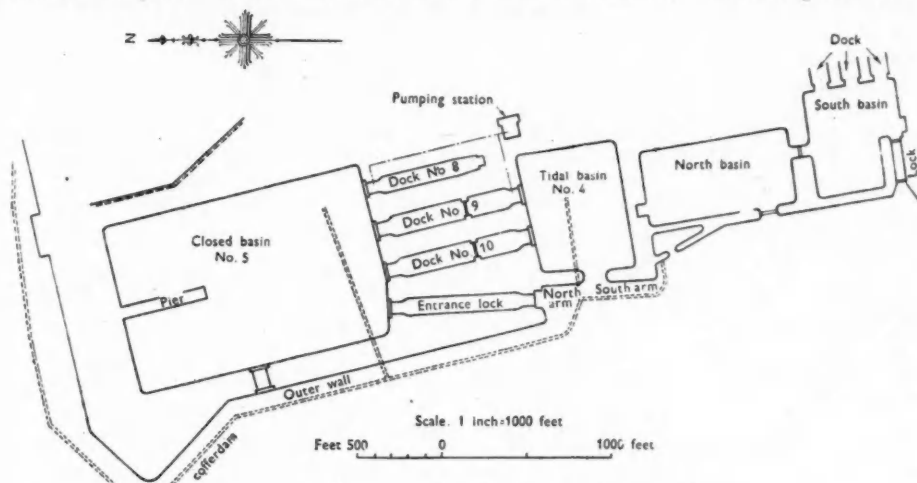 N
Dock
South basin
Pumping station
North basin
Lock
Dock No 8
Tidal basin
No. 4
Dock No 9
Closed basin
No. 5
Dock No 10
Pier
Entrance lock
North
arm
South arm
Outer wall
cofferdam
Scale. 1 inch=1000 feet
Feet 500 0 1000 feet